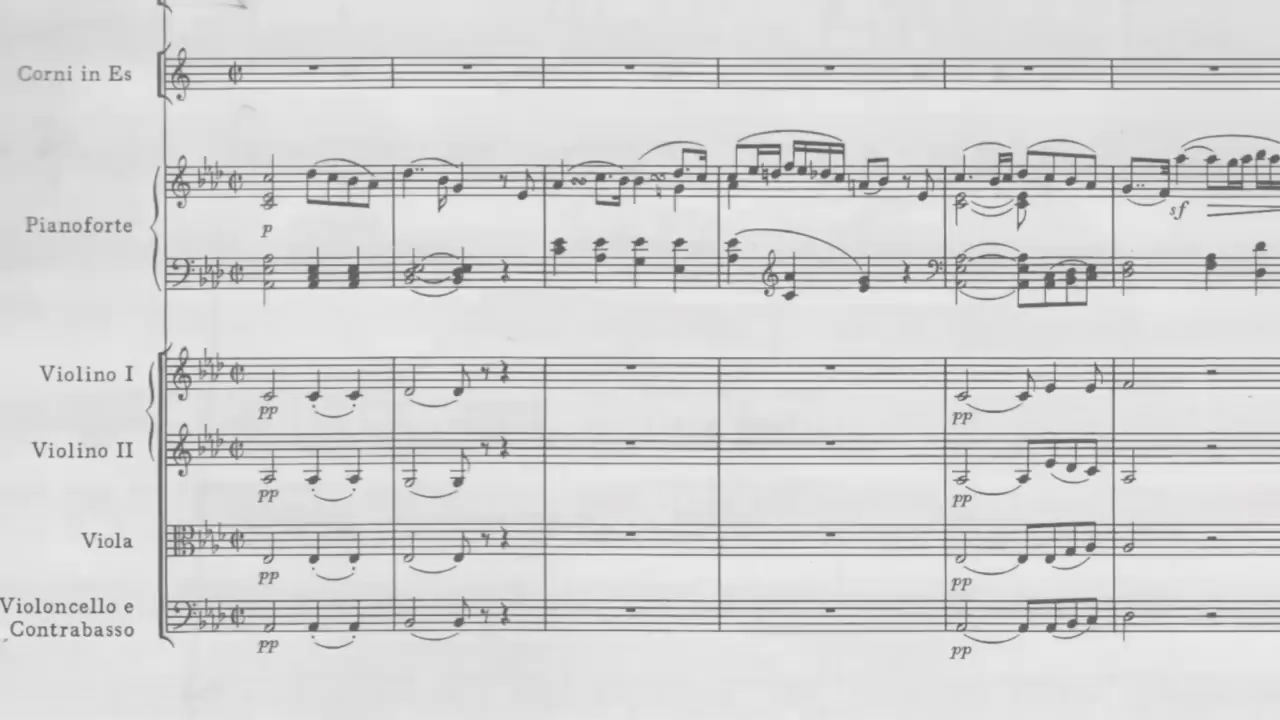 Corni in Es
Pianoforte
p
sf
Violino I
pp
pp
Violino II
pp
pp
Viola
pp
pp
Violoncello e
Contrabasso
pp
pp